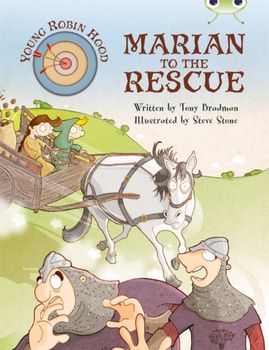 YOUNG ROBIN HOOD
MARIAN
TO THE
RESCUE
Written by Tony Bradman
Illustrated by Steve Stone